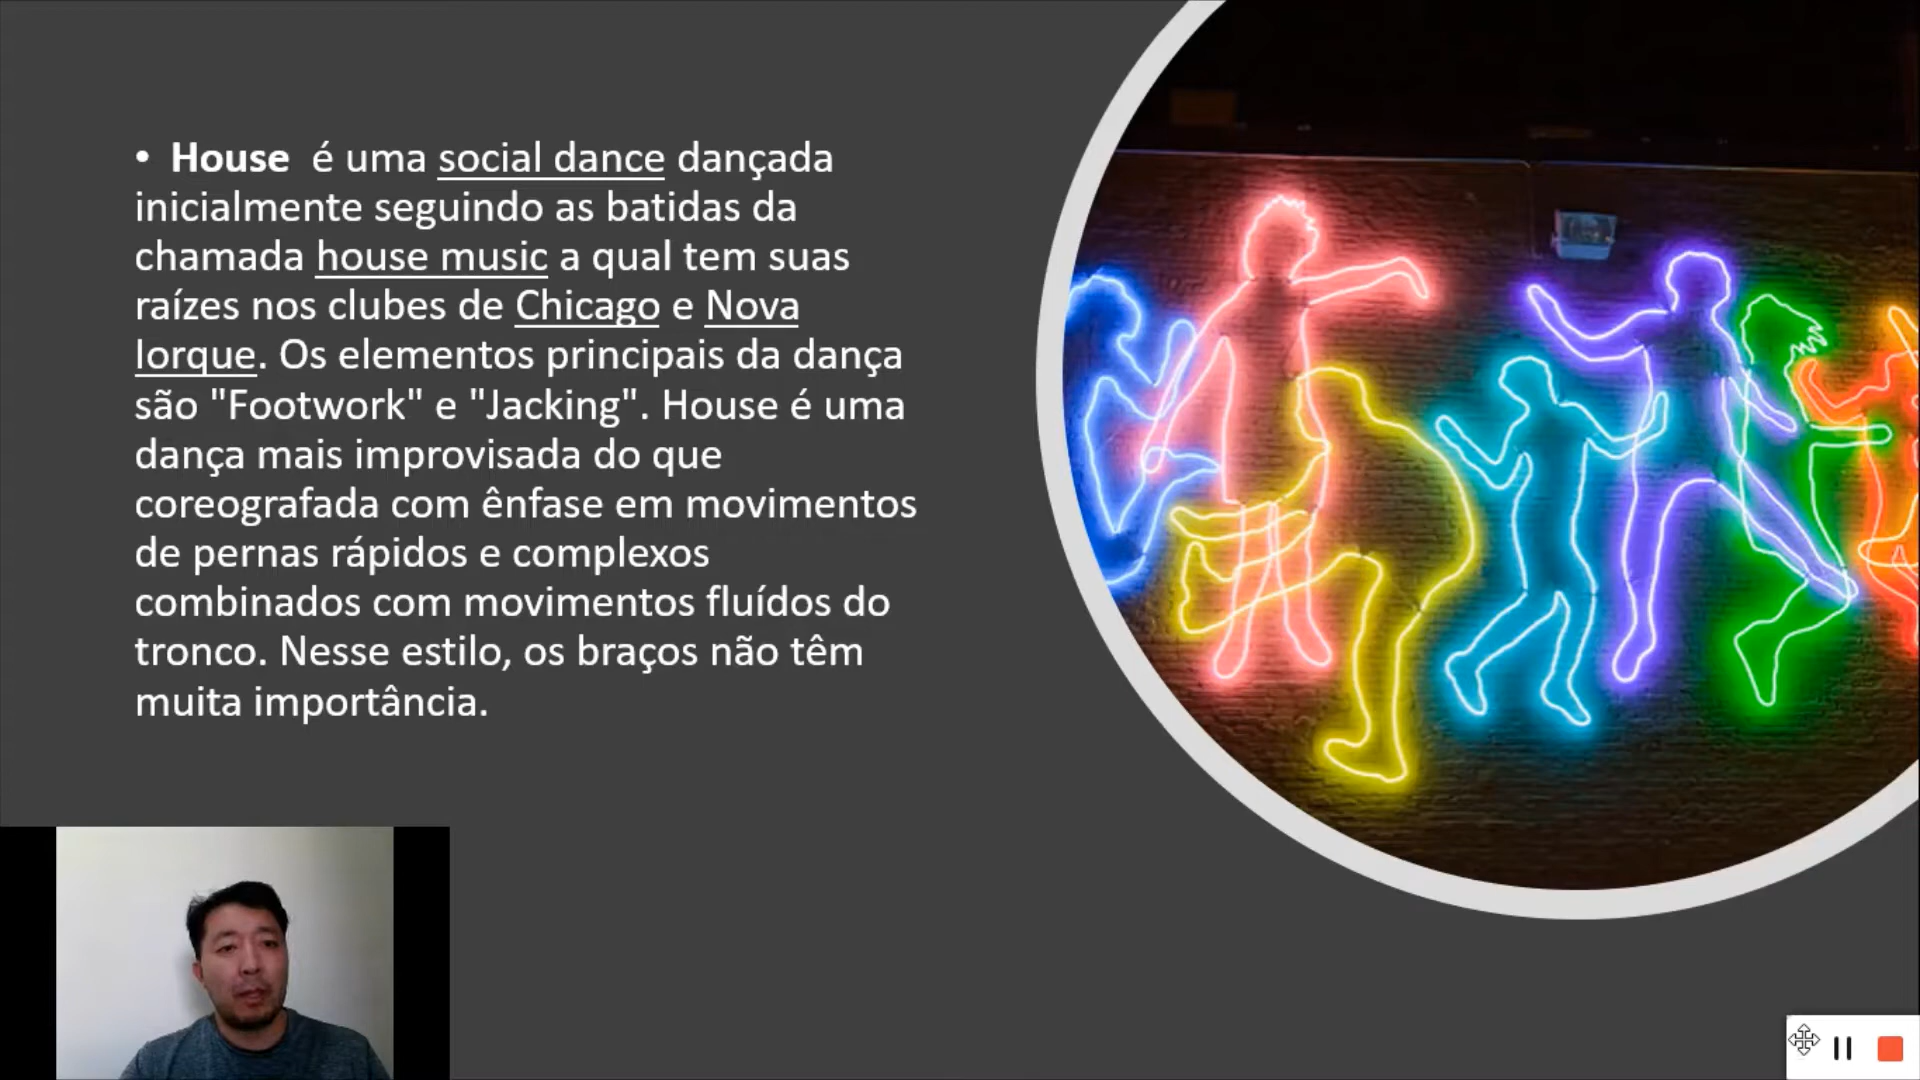 • House é uma social dance dançada
inicialmente seguindo as batidas da
chamada house music a qual tem suas
raízes nos clubes de Chicago e Nova
Iorque. Os elementos principais da dança
são "Footwork" e "Jacking". House é uma
dança mais improvisada do que
coreografada com ênfase em movimentos
de pernas rápidos e complexos
combinados com movimentos fluídos do
tronco. Nesse estilo, os braços não têm
muita importância.